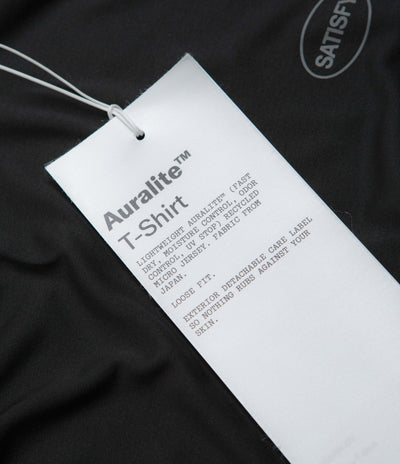 SATISFY
Auralite™
T-Shirt
LIGHTWEIGHT AURALITE™ (FAST
DRY, MOISTURE CONTROL, ODOR
CONTROL, UV STOP) RECYCLED
MICRO JERSEY. FABRIC FROM
JAPAN.
LOOSE FIT.
EXTERIOR DETACHABLE CARE LABEL
SO NOTHING RUBS AGAINST YOUR
SKIN.